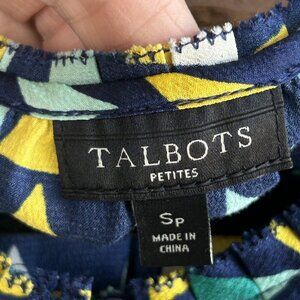 TALBOTS
PETITES
SP
MADE IN
CHINA